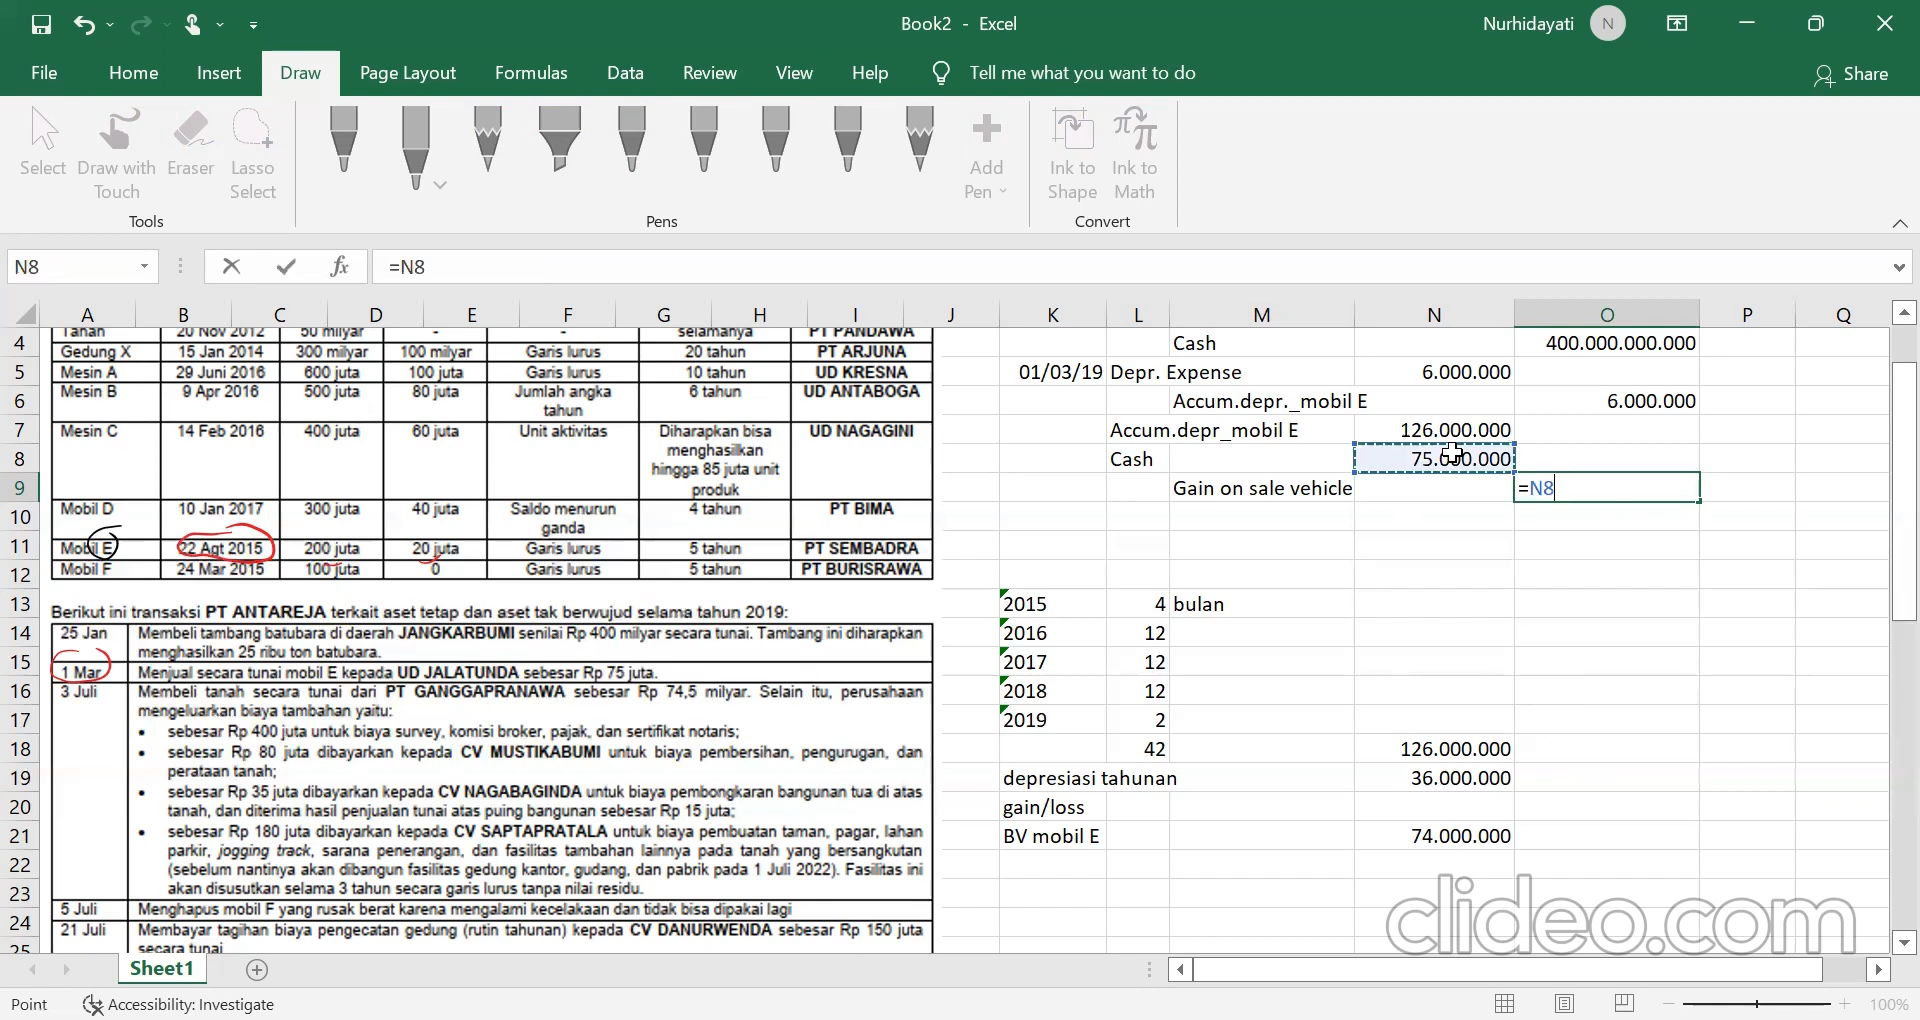 Book2 - Excel
Nurhidayati
N
File
Home
Insert
Draw
Page Layout
Formulas
Data
Review
View
Help
Tell me what you want to do
Share
Select
Draw with Touch
Eraser
Lasso Select
Add Pen
Ink to Shape
Ink to Math
Tools
Pens
Convert
N8
fx
=N8
A B C D E F G H I J K L M N O P Q
4 Tanah 20 Nov 2012 50 milyar - - selamanya PT PANDAWA
Gedung X 15 Jan 2014 300 milyar 100 milyar Garis lurus 20 tahun PT ARJUNA
5 Mesin A 29 Juni 2016 600 juta 100 juta Garis lurus 10 tahun UD KRESNA
6 Mesin B 9 Apr 2016 500 juta 80 juta Jumlah angka tahun 6 tahun UD ANTABOGA
7 Mesin C 14 Feb 2016 400 juta 60 juta Unit aktivitas Diharapkan bisa UD NAGAGINI
8 menghasilkan
9 hingga 85 juta unit
produk
10 Mobil D 10 Jan 2017 300 juta 40 juta Saldo menurun ganda 4 tahun PT BIMA
11 Mobil E 22 Agt 2015 200 juta 20 juta Garis lurus 5 tahun PT SEMBADRA
12 Mobil F 24 Mar 2015 100 juta 0 Garis lurus 5 tahun PT BURISRAWA
13 Berikut ini transaksi PT ANTAREJA terkait aset tetap dan aset tak berwujud selama tahun 2019:
14 25 Jan Membeli tambang batubara di daerah JANGKARBUMI senilai Rp 400 milyar secara tunai. Tambang ini diharapkan
menghasilkan 25 ribu ton batubara.
15 1 Mar Menjual secara tunai mobil E kepada UD JALATUNDA sebesar Rp 75 juta.
16 3 Juli Membeli tanah secara tunai dari PT GANGGAPRANAWA sebesar Rp 74,5 milyar. Selain itu, perusahaan
17 mengeluarkan biaya tambahan yaitu:
• sebesar Rp 400 juta untuk biaya survey, komisi broker, pajak, dan sertifikat notaris;
18 • sebesar Rp 80 juta dibayarkan kepada CV MUSTIKABUMI untuk biaya pembersihan, pengurugan, dan
19 perataan tanah;
• sebesar Rp 35 juta dibayarkan kepada CV NAGABAGINDA untuk biaya pembongkaran bangunan tua di atas
20 tanah, dan diterima hasil penjualan tunai atas puing bangunan sebesar Rp 15 juta;
21 • sebesar Rp 180 juta dibayarkan kepada CV SAPTAPRATALA untuk biaya pembuatan taman, pagar, lahan
parkir, jogging track, sarana penerangan, dan fasilitas tambahan lainnya pada tanah yang bersangkutan
22 (sebelum nantinya akan dibangun fasilitas gedung kantor, gudang, dan pabrik pada 1 Juli 2022). Fasilitas ini
23 akan disusutkan selama 3 tahun secara garis lurus tanpa nilai residu.
5 Juli Menghapus mobil F yang rusak berat karena mengalami kecelakaan dan tidak bisa dipakai lagi
24 21 Juli Membayar tagihan biaya pengecatan gedung (rutin tahunan) kepada CV DANURWENDA sebesar Rp 150 juta
25 secara tunai
Cash 400.000.000.000
01/03/19 Depr. Expense 6.000.000
Accum.depr._mobil E 6.000.000
Accum.depr_mobil E 126.000.000
Cash 75.000.000
Gain on sale vehicle =N8
2015 4 bulan
2016 12
2017 12
2018 12
2019 2
42 126.000.000
depresiasi tahunan 36.000.000
gain/loss
BV mobil E 74.000.000
clideo.com
Sheet1
Point
Accessibility: Investigate
100%